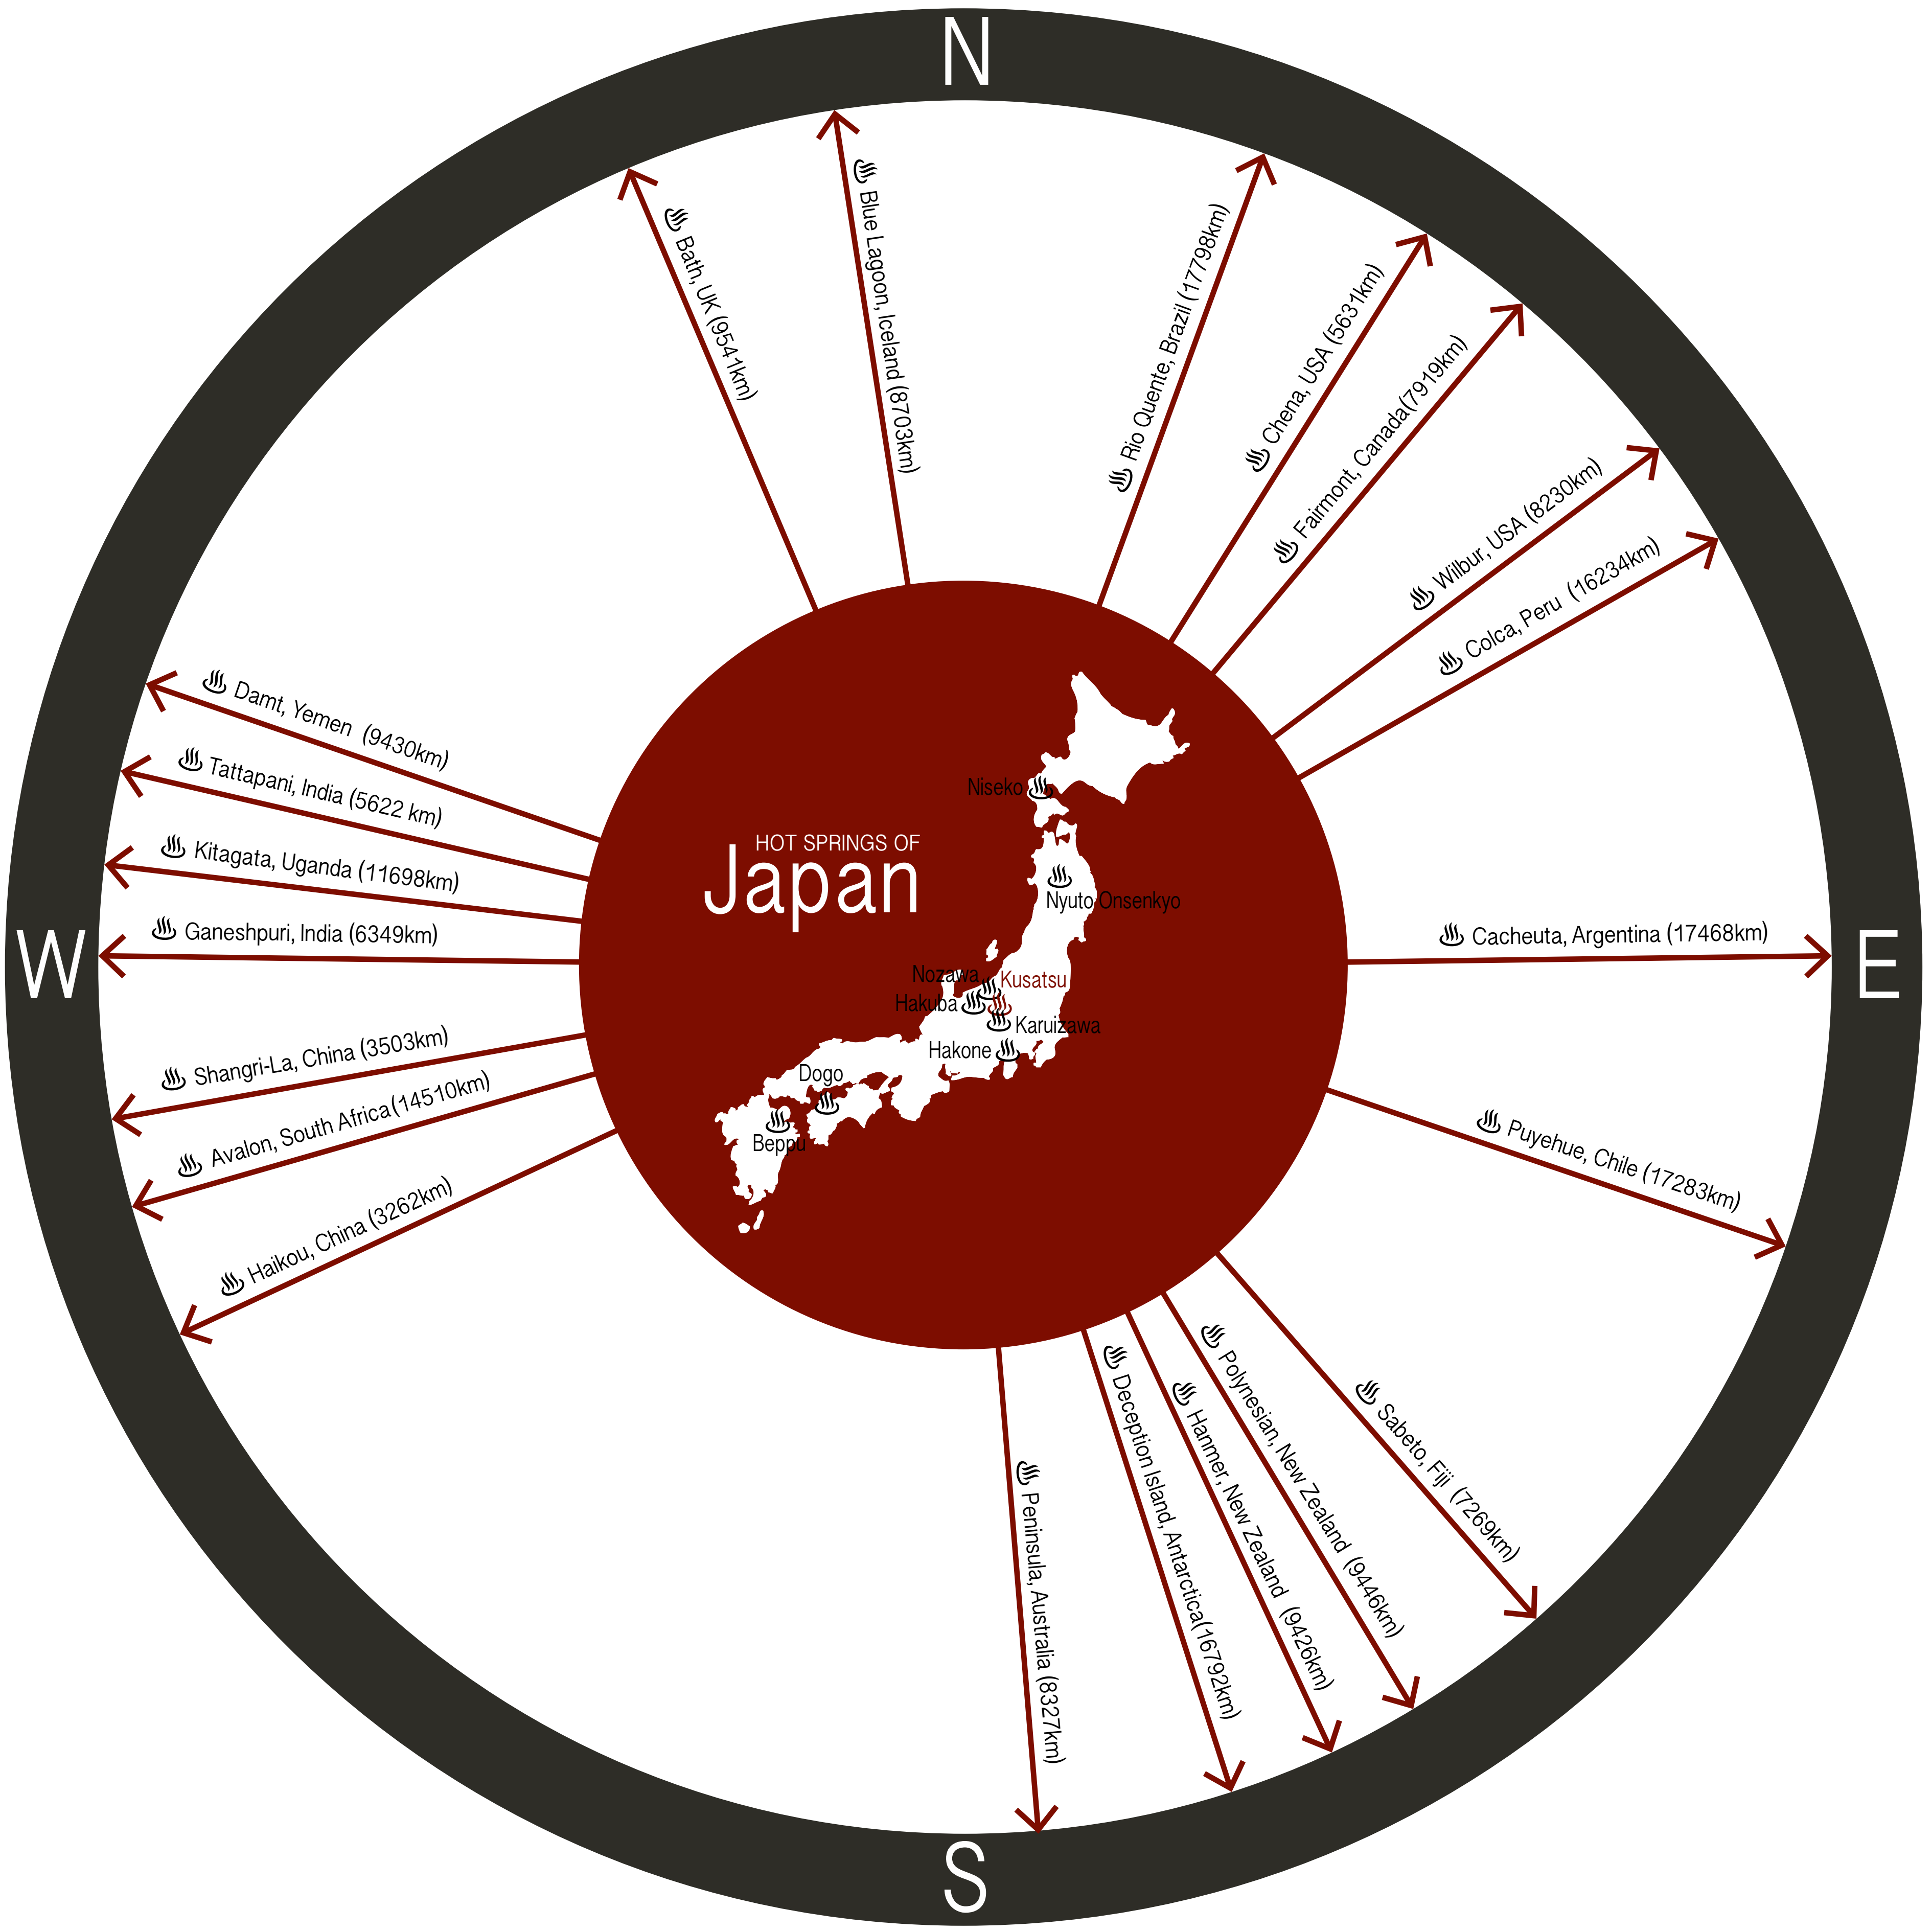 N
Bath, UK (9541km)
Blue Lagoon, Iceland (8703km)
Rio Quente, Brazil (17798km)
Chena, USA (5631km)
Fairmont, Canada(7919km)
Wilbur, USA (8230km)
Colca, Peru (16234km)
Damt, Yemen (9430km)
Tattapani, India (5622 km)
Kitagata, Uganda (11698km)
Ganeshpuri, India (6349km)
W
Shangri-La, China (3503km)
Avalon, South Africa(14510km)
Haikou, China (3262km)
HOT SPRINGS OF
Japan
Niseko
Nyuto Onsenkyo
Nozawa
Kusatsu
Hakuba
Karuizawa
Hakone
Dogo
Beppu
Cacheuta, Argentina (17468km)
E
Puyehue, Chile (17283km)
Sabeto, Fiji (7269km)
Polynesian, New Zealand (9446km)
Hanmer, New Zealand (9426km)
Deception Island, Antarctica(16792km)
Peninsula, Australia (8327km)
S